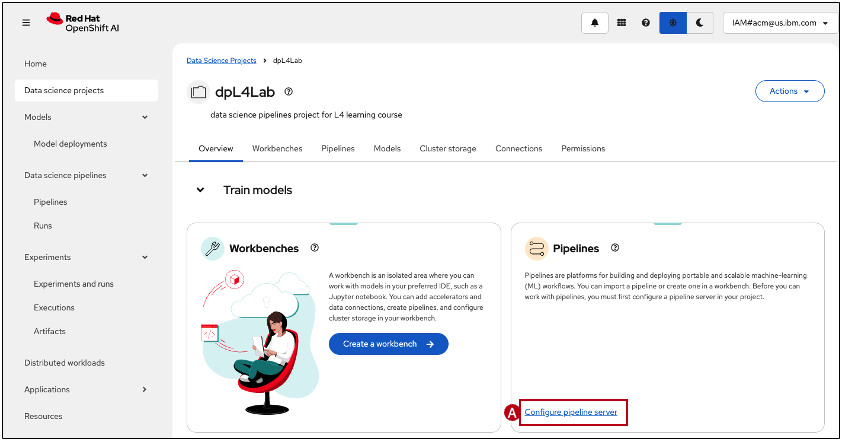 Red Hat
OpenShift AI
IAM#acm@us.ibm.com
Home
Data science projects
Models
Model deployments
Data science pipelines
Pipelines
Runs
Experiments
Experiments and runs
Executions
Artifacts
Distributed workloads
Applications
Resources
Data Science Projects > dpL4Lab
dpL4Lab
Actions
data science pipelines project for L4 learning course
Overview Workbenches Pipelines Models Cluster storage Connections Permissions
Train models
Workbenches
A workbench is an isolated area where you can
work with models in your preferred IDE, such as a
Jupyter notebook. You can add accelerators and
data connections, create pipelines, and configure
cluster storage in your workbench.
Create a workbench
Pipelines
Pipelines are platforms for building and deploying portable and scalable machine-learning
(ML) workflows. You can import a pipeline or create one in a workbench. Before you can
work with pipelines, you must first configure a pipeline server in your project.
A Configure pipeline server